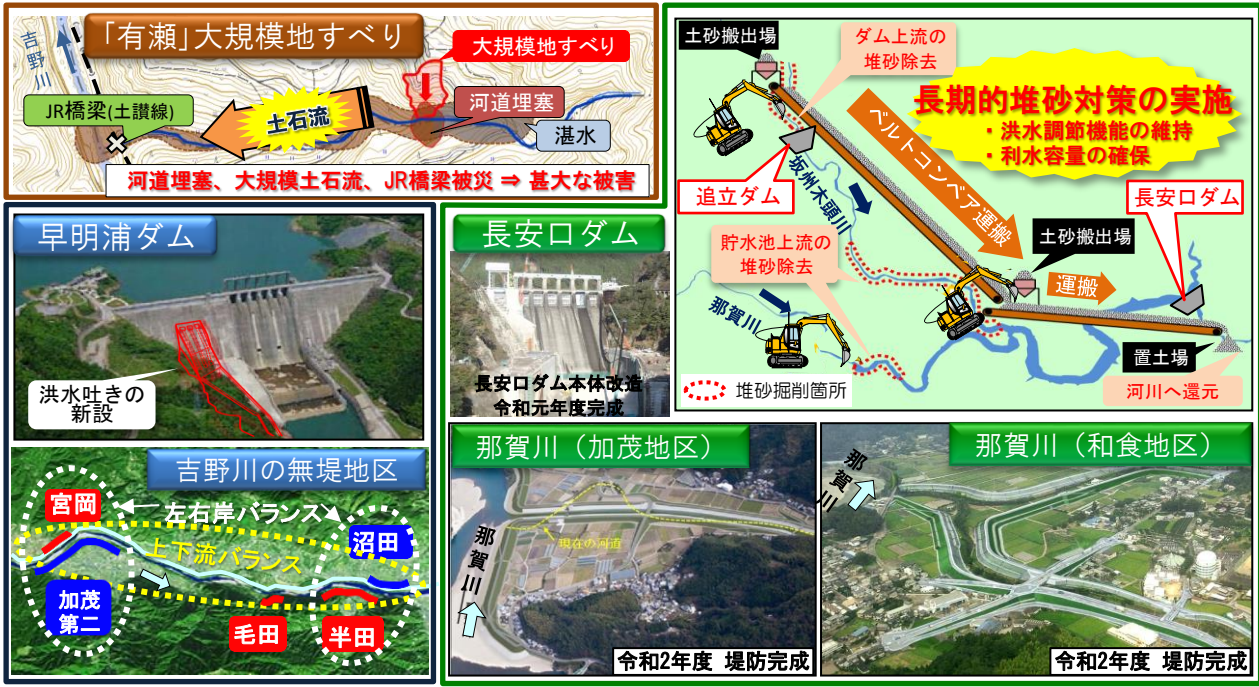 「有瀬」大規模地すべり
吉野川
大規模地すべり
JR橋梁(土讃線)
土石流
河道埋塞
湛水
河道埋塞、大規模土石流、JR橋梁被災 ⇒ 甚大な被害
早明浦ダム
洪水吐きの
新設
吉野川の無堤地区
宮岡
左右岸バランス
沼田
上下流バランス
加茂
第二
毛田
半田
長安口ダム
長安口ダム本体改造
令和元年度完成
土砂搬出場
ダム上流の
堆砂除去
長期的堆砂対策の実施
・洪水調節機能の維持
・利水容量の確保
ベルトコンベア運搬
追立ダム
坂州木頭川
長安口ダム
土砂搬出場
貯水池上流の
堆砂除去
運搬
那賀川
置土場
堆砂掘削箇所
河川へ還元
那賀川（加茂地区）
現在の河道
那賀川
令和2年度 堤防完成
那賀川（和食地区）
那賀川
令和2年度 堤防完成